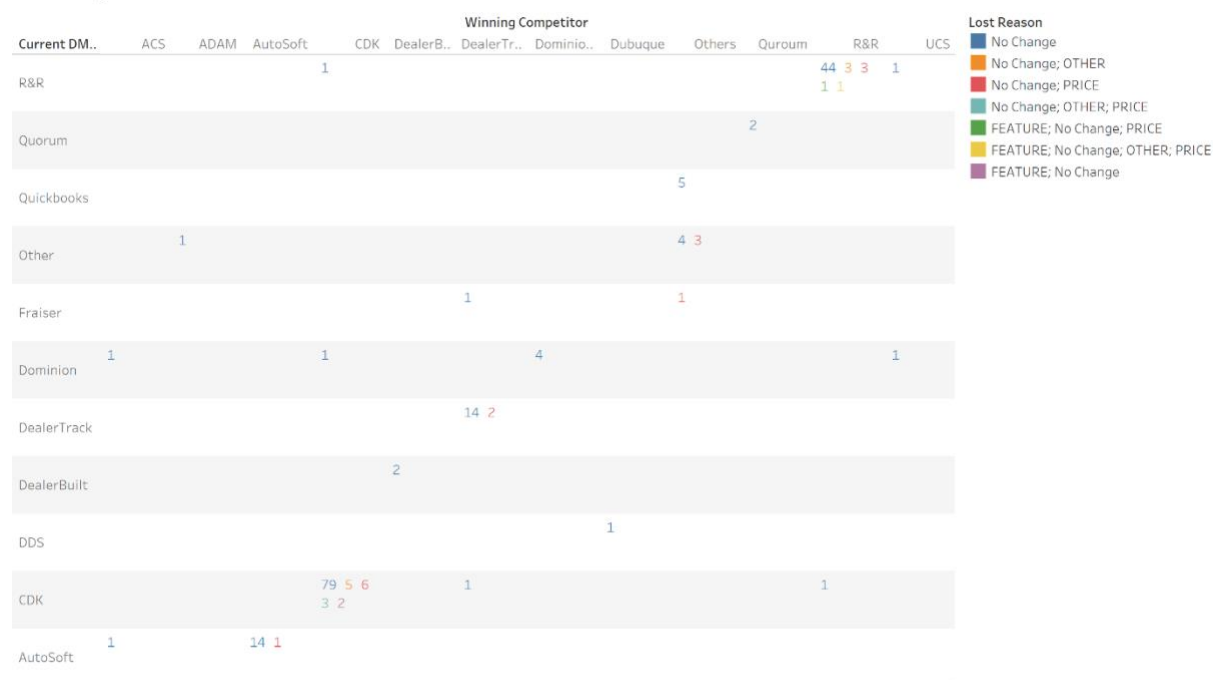 Winning Competitor
Current DM.. ACS ADAM AutoSoft CDK DealerB.. DealerTr.. Dominio.. Dubuque Others Quroum R&R UCS
R&R 1 44 3 3 1
1 1
Quorum 2
Quickbooks 5
Other 1 4 3
Fraiser 1 1
Dominion 1 1 4 1
DealerTrack 14 2
DealerBuilt 2
DDS 1
CDK 79 5 6 1 1
3 2
AutoSoft 1 14 1
Lost Reason
No Change
No Change; OTHER
No Change; PRICE
No Change; OTHER; PRICE
FEATURE; No Change; PRICE
FEATURE; No Change; OTHER; PRICE
FEATURE; No Change